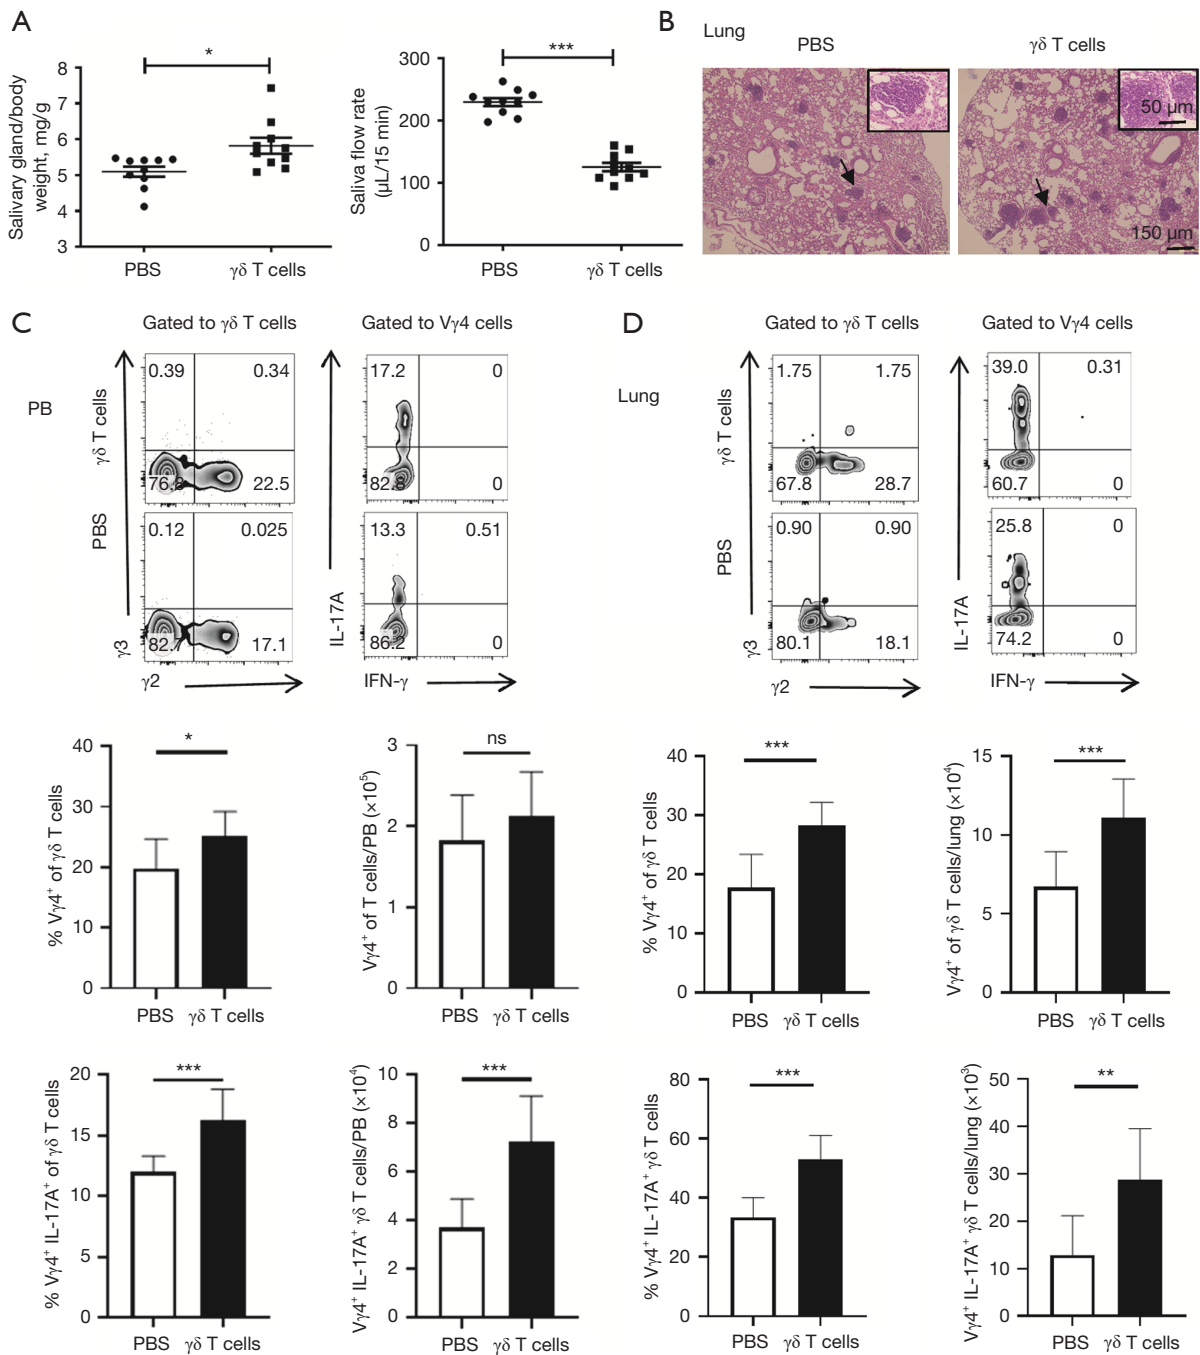 A
*
Salivary gland/body
weight, mg/g
8
7
6
5
4
3
PBS
γδ T cells
***
Saliva flow rate
(μL/15 min)
300
200
100
0
PBS
γδ T cells
B
Lung
PBS
γδ T cells
50 μm
150 μm
C
PB
Gated to γδ T cells
Gated to Vγ4 cells
γδ T cells
PBS
γ3
0.39
0.34
76.8
22.5
0.12
0.025
82.7
17.1
γ2
IL-17A
17.2
0
82.8
0
13.3
0.51
86.2
0
IFN-γ
D
Lung
Gated to γδ T cells
Gated to Vγ4 cells
γδ T cells
PBS
γ3
1.75
1.75
67.8
28.7
0.90
0.90
80.1
18.1
γ2
IL-17A
39.0
0.31
60.7
0
25.8
0
74.2
0
IFN-γ
% Vγ4⁺ of γδ T cells
40
30
20
10
0
*
PBS
γδ T cells
Vγ4⁺ of T cells/PB (×10⁵)
3
2
1
0
ns
PBS
γδ T cells
% Vγ4⁺ of γδ T cells
40
30
20
10
0
***
PBS
γδ T cells
Vγ4⁺ of γδ T cells/lung (×10⁴)
15
10
5
0
***
PBS
γδ T cells
% Vγ4⁺ IL-17A⁺ of γδ T cells
20
15
10
5
0
***
PBS
γδ T cells
Vγ4⁺ IL-17A⁺ γδ T cells/PB (×10⁴)
10
8
6
4
2
0
***
PBS
γδ T cells
% Vγ4⁺ IL-17A⁺ γδ T cells
80
60
40
20
0
***
PBS
γδ T cells
Vγ4⁺ IL-17A⁺ γδ T cells/lung (×10³)
50
40
30
20
10
0
**
PBS
γδ T cells